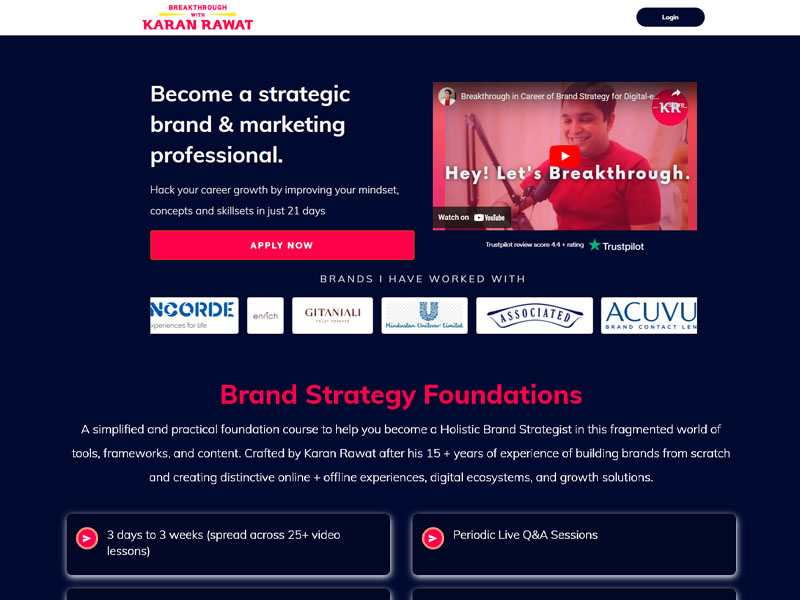 BREAKTHROUGH
WITH
KARAN RAWAT
Login
Become a strategic
brand & marketing
professional.
Hack your career growth by improving your mindset,
concepts and skillsets in just 21 days
APPLY NOW
Breakthrough in Career of Brand Strategy for Digital-e...
Share
KR
Hey! Let's Breakthrough.
Watch on YouTube
Trustpilot review score 4.4 + rating Trustpilot
BRANDS I HAVE WORKED WITH
NCORDE
xperiences for life
enrich
GITANJALI
TRUST FOREVER
Hindustan Unilever Limited
ASSOCIATED
ACUVU
BRAND CONTACT LEN
Brand Strategy Foundations
A simplified and practical foundation course to help you become a Holistic Brand Strategist in this fragmented world of
tools, frameworks, and content. Crafted by Karan Rawat after his 15 + years of experience of building brands from scratch
and creating distinctive online + offline experiences, digital ecosystems, and growth solutions.
3 days to 3 weeks (spread across 25+ video
lessons)
Periodic Live Q&A Sessions